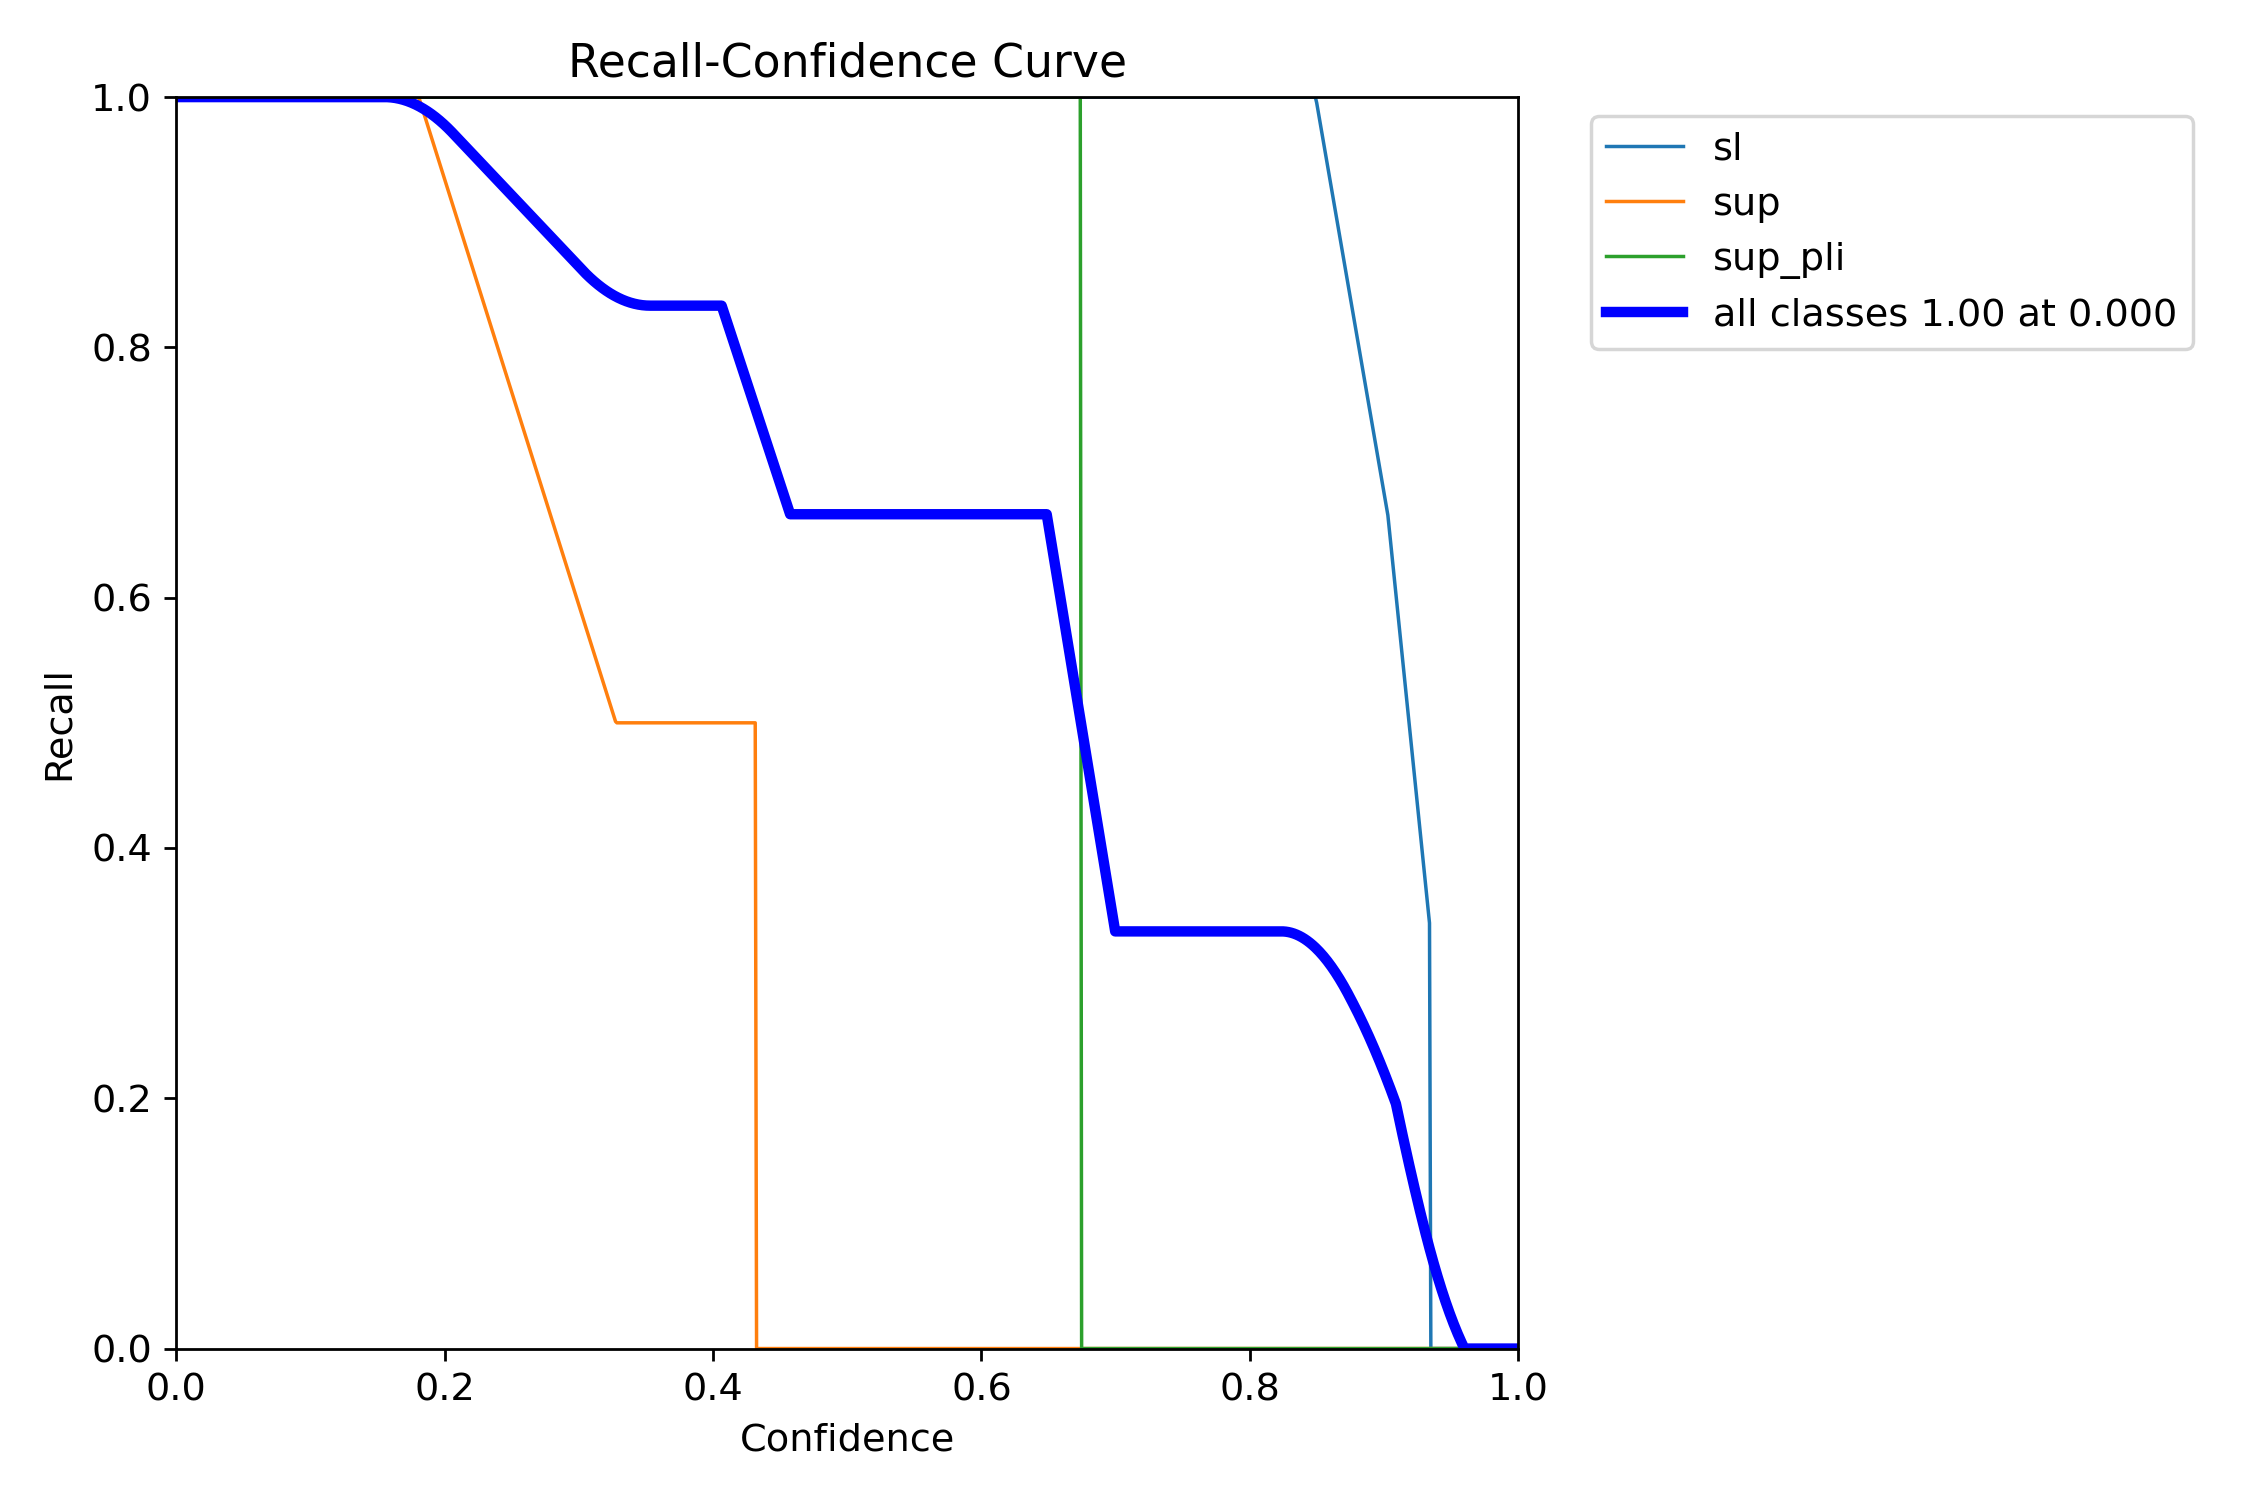 Recall-Confidence Curve
1.0
0.8
0.6
0.4
0.2
0.0
Recall
0.0 0.2 0.4 0.6 0.8 1.0
Confidence
sl
sup
sup_pli
all classes 1.00 at 0.000